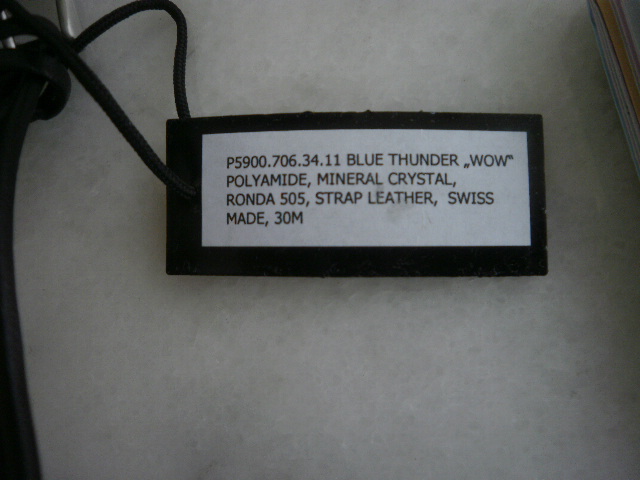 P5900.706.34.11 BLUE THUNDER „WOW“
POLYAMIDE, MINERAL CRYSTAL,
RONDA 505, STRAP LEATHER, SWISS
MADE, 30M